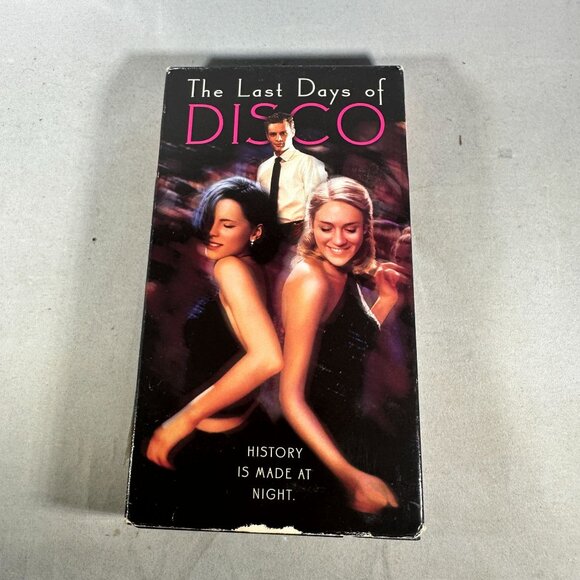 The Last Days of
DISCO
HISTORY
IS MADE AT
NIGHT.